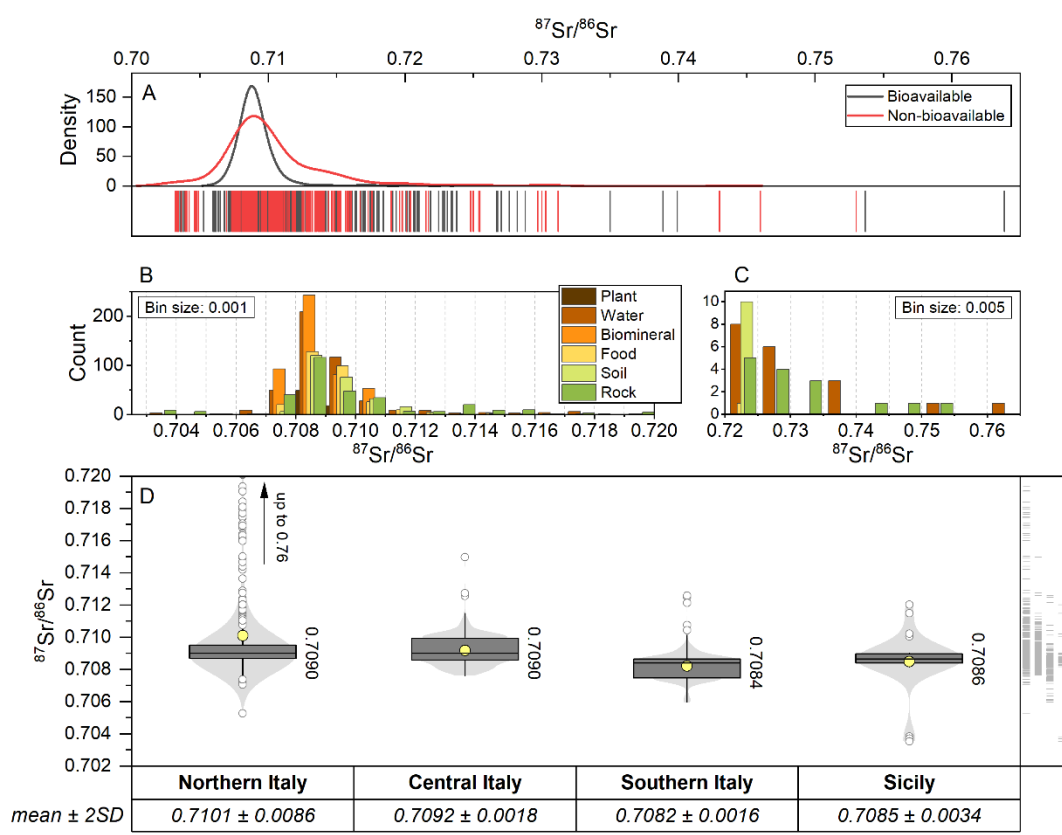 ⁸⁷Sr/⁸⁶Sr
0.70 0.71 0.72 0.73 0.74 0.75 0.76
A
Bioavailable
Non-bioavailable
Density
150
100
50
0
B
Bin size: 0.001
Plant
Water
Biomineral
Food
Soil
Rock
Count
200
100
0
0.704 0.706 0.708 0.710 0.712 0.714 0.716 0.718 0.720
⁸⁷Sr/⁸⁶Sr
C
Bin size: 0.005
10
8
6
4
2
0
0.72 0.73 0.74 0.75 0.76
⁸⁷Sr/⁸⁶Sr
D
⁸⁷Sr/⁸⁶Sr
0.720
0.718
0.716
0.714
0.712
0.710
0.708
0.706
0.704
0.702
up to 0.76
0.7090
0.7090
0.7084
0.7086
Northern Italy Central Italy Southern Italy Sicily
mean ± 2SD 0.7101 ± 0.0086 0.7092 ± 0.0018 0.7082 ± 0.0016 0.7085 ± 0.0034